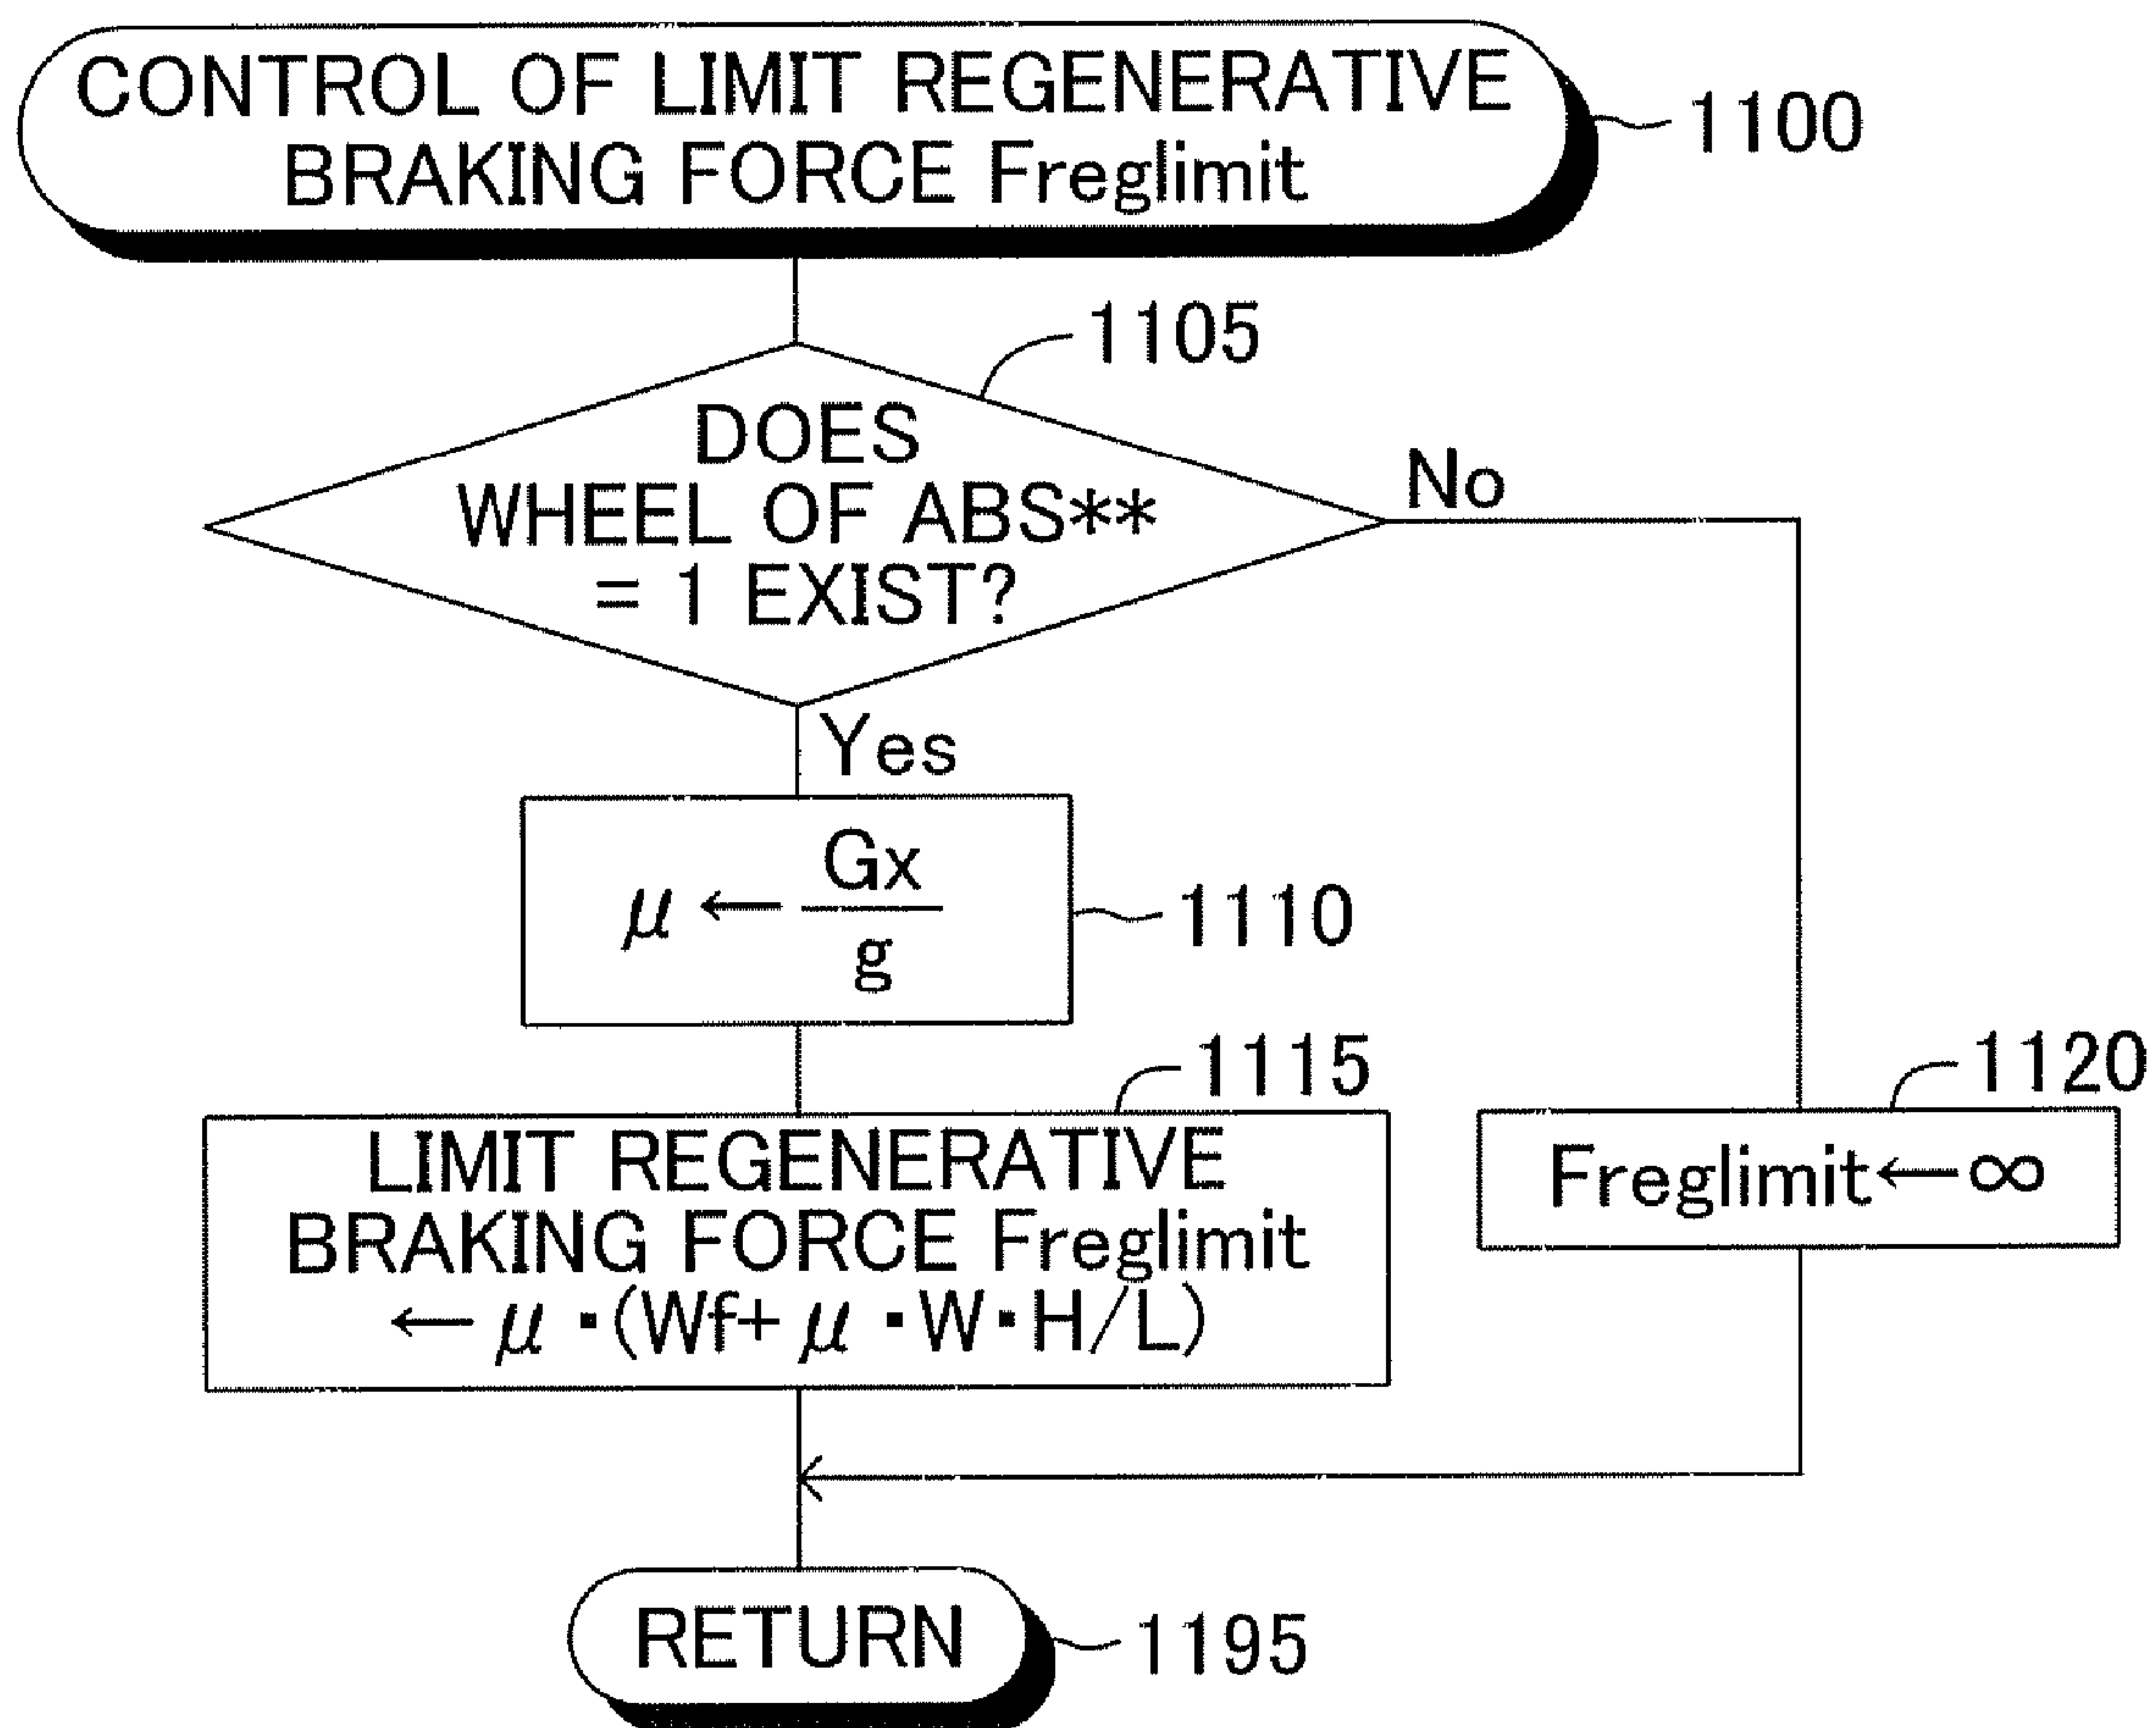 CONTROL OF LIMIT REGENERATIVE
BRAKING FORCE Freglimit
1100
1105
DOES
WHEEL OF ABS**
= 1 EXIST?
No
Yes
μ ← Gx
g
1110
1115
LIMIT REGENERATIVE
BRAKING FORCE Freglimit
← μ・(Wf+ μ・W・H/L)
1120
Freglimit←∞
RETURN
1195